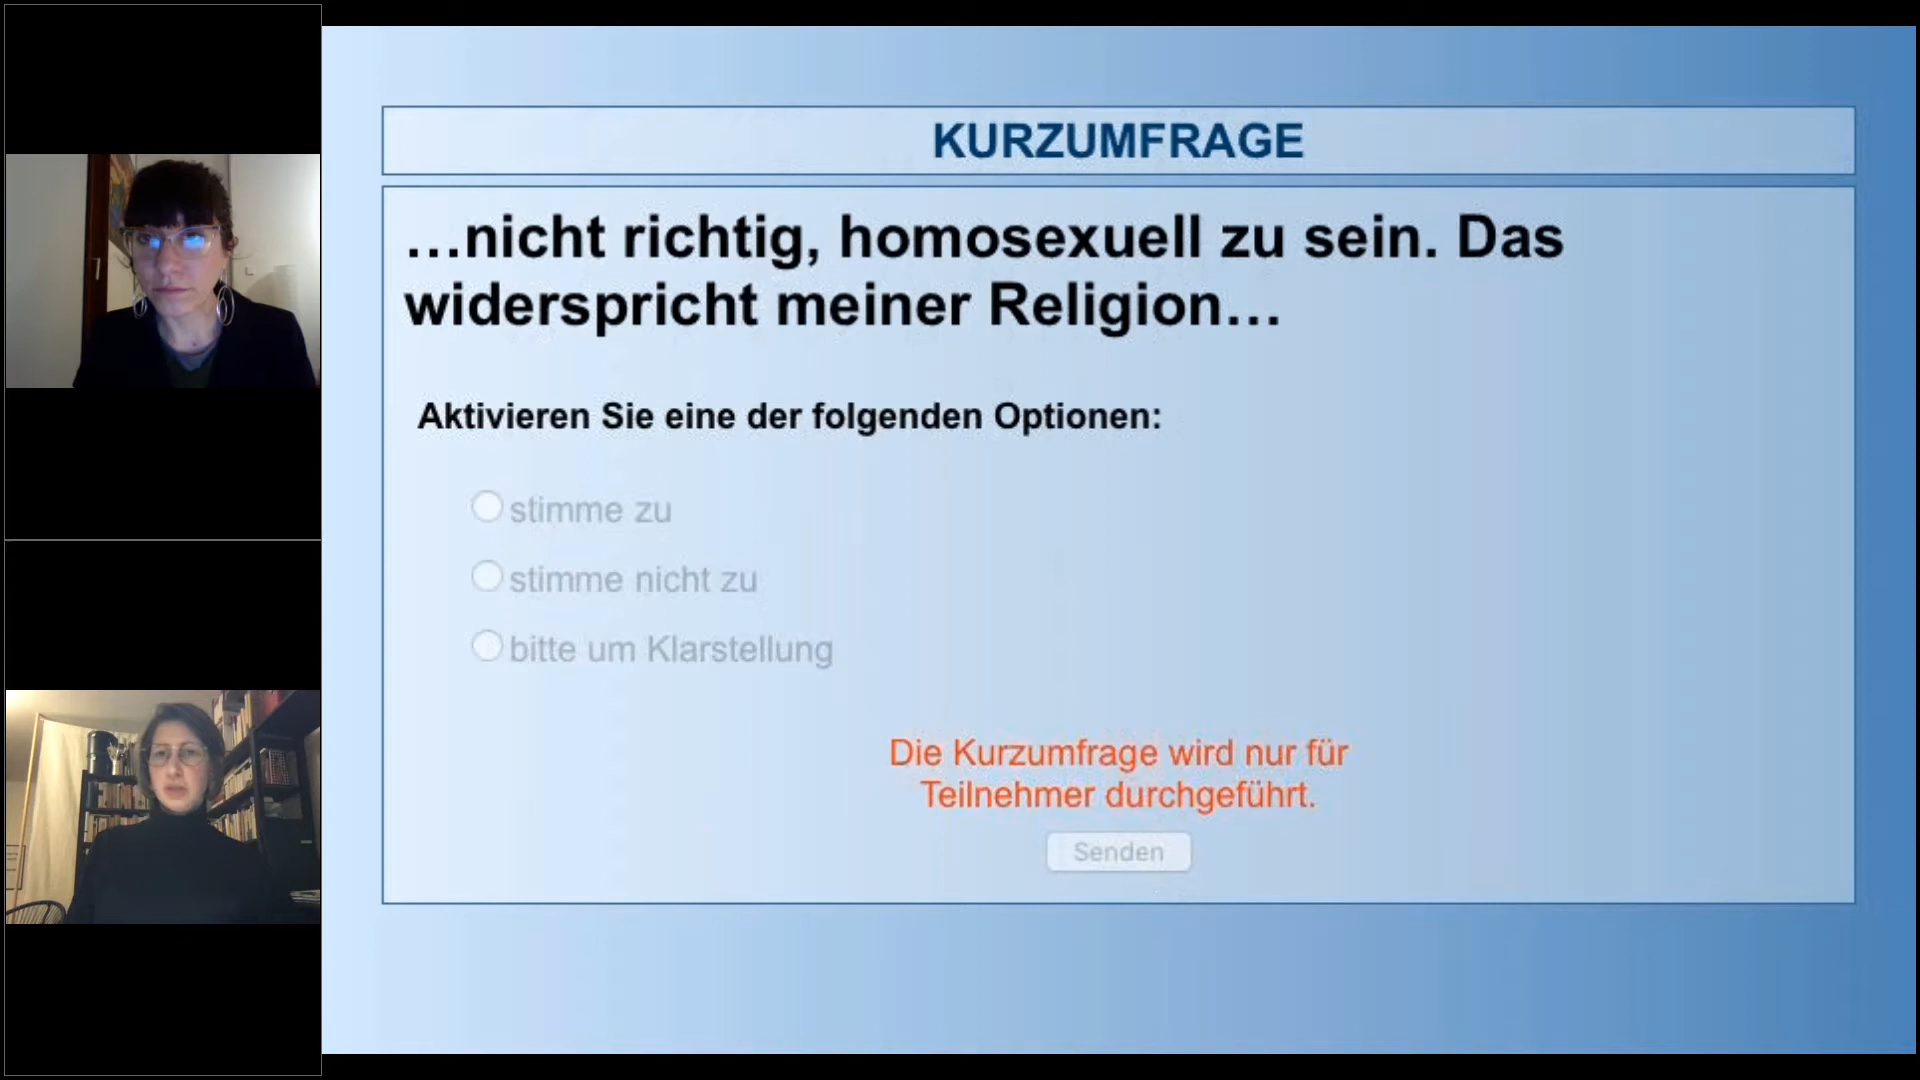 KURZUMFRAGE
…nicht richtig, homosexuell zu sein. Das
widerspricht meiner Religion…
Aktivieren Sie eine der folgenden Optionen:
stimme zu
stimme nicht zu
bitte um Klarstellung
Die Kurzumfrage wird nur für
Teilnehmer durchgeführt.
Senden